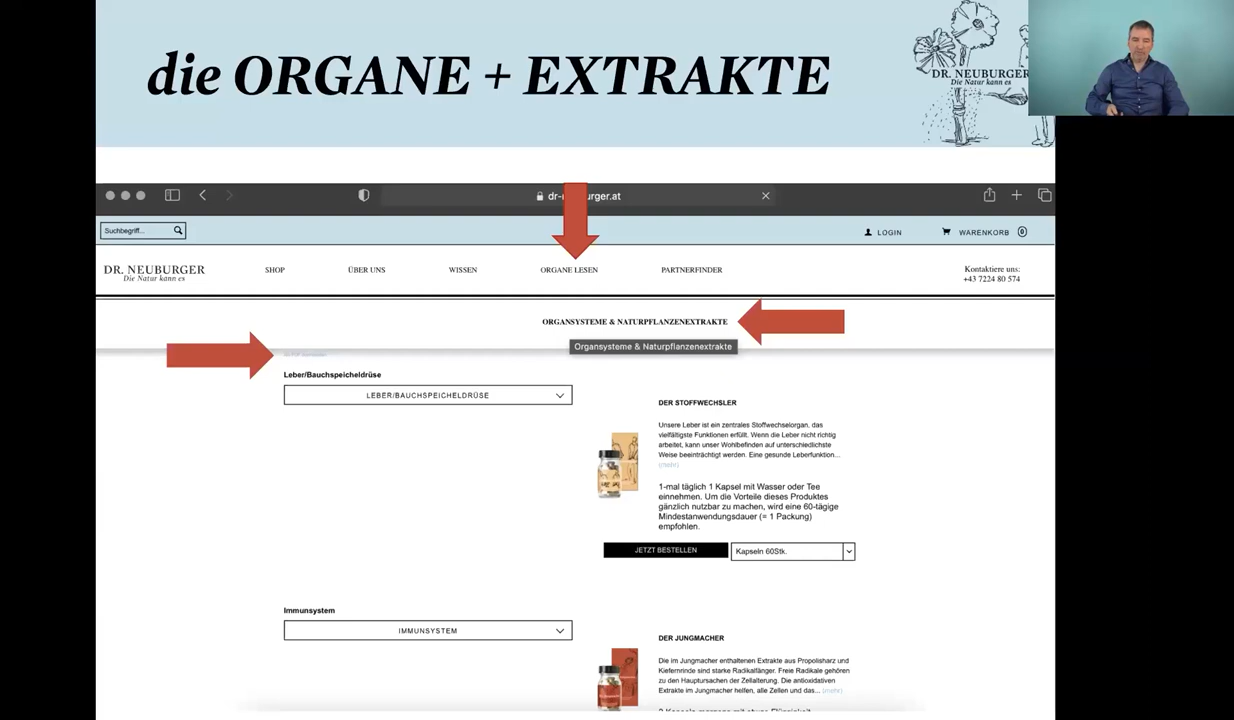 die ORGANE + EXTRAKTE
DR. NEUBURGER
Die Natur kann es
Suchbegriff...
LOGIN
WARENKORB 0
DR. NEUBURGER
Die Natur kann es
SHOP
ÜBER UNS
WISSEN
ORGANE LESEN
PARTNERFINDER
Kontaktiere uns:
+43 7224 80 574
ORGANSYSTEME & NATURPFLANZENEXTRAKTE
Organsysteme & Naturpflanzenextrakte
Leber/Bauchspeicheldrüse
LEBER/BAUCHSPEICHELDRÜSE
DER STOFFWECHSLER
Unsere Leber ist ein zentrales Stoffwechselorgan, das
vielfältigste Funktionen erfüllt. Wenn die Leber nicht richtig
arbeitet, kann unser Wohlbefinden auf unterschiedlichste
Weise beeinträchtigt werden. Eine gesunde Leberfunktion...
(mehr)
1-mal täglich 1 Kapsel mit Wasser oder Tee
einnehmen. Um die Vorteile dieses Produktes
gänzlich nutzbar zu machen, wird eine 60-tägige
Mindestanwendungsdauer (= 1 Packung)
empfohlen.
JETZT BESTELLEN
Kapseln 60Stk.
Immunsystem
IMMUNSYSTEM
DER JUNGMACHER
Die im Jungmacher enthaltenen Extrakte aus Propolisharz und
Kiefernrinde sind starke Radikalfänger. Freie Radikale gehören
zu den Hauptursachen der Zellalterung. Die antioxidativen
Extrakte im Jungmacher helfen, alle Zellen und das... (mehr)